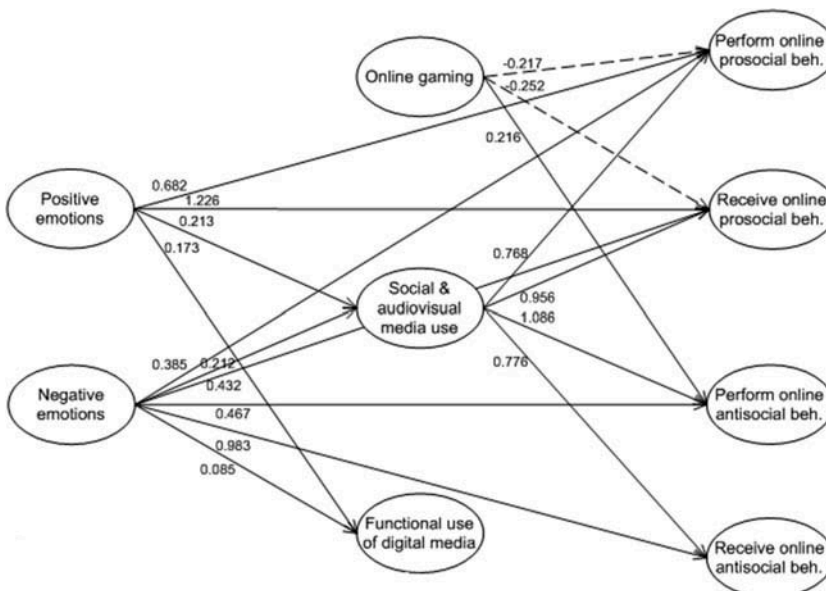 Perform online
prosocial beh.
Online gaming
-0.217
-0.252
0.216
Positive
emotions
0.682
1.226
0.213
0.173
Receive online
prosocial beh.
0.768
Social &
audiovisual
media use
0.956
1.086
0.776
Negative
emotions
0.385
0.212
0.432
0.467
0.983
0.085
Perform online
antisocial beh.
Functional use
of digital media
Receive online
antisocial beh.